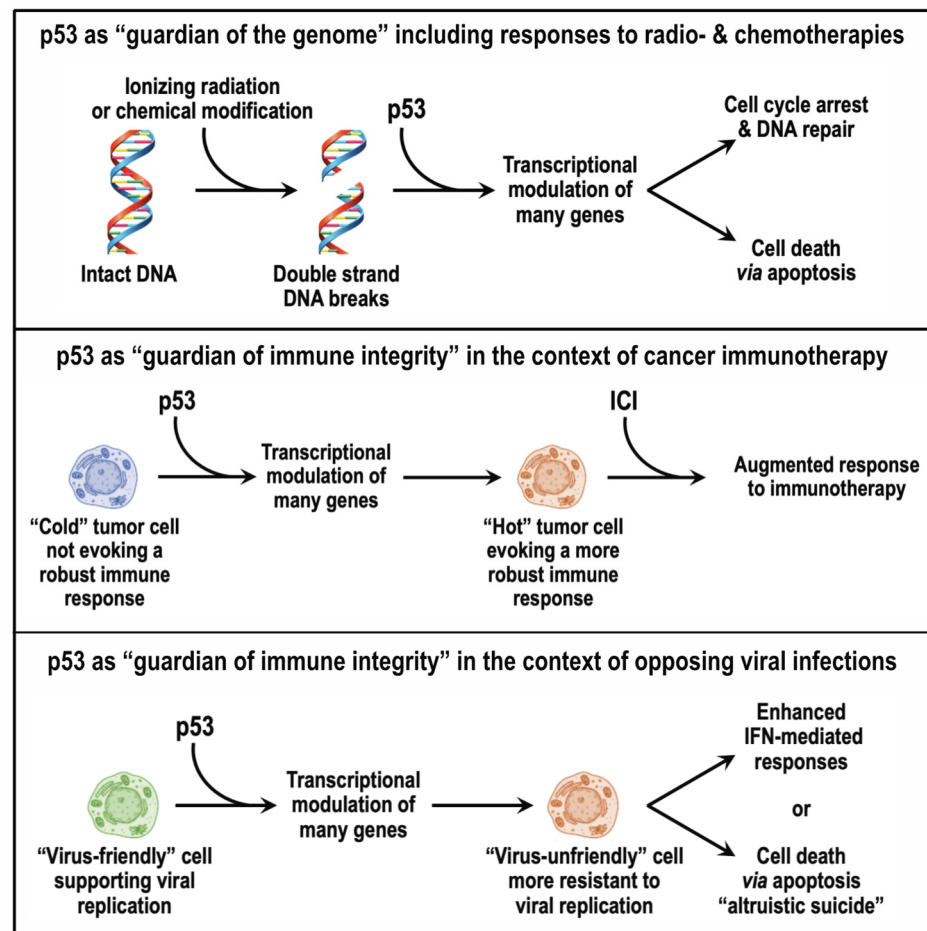 p53 as “guardian of the genome” including responses to radio- & chemotherapies
Ionizing radiation
or chemical modification
p53
Cell cycle arrest
& DNA repair
Transcriptional
modulation of
many genes
Intact DNA
Double strand
DNA breaks
Cell death
via apoptosis
p53 as “guardian of immune integrity” in the context of cancer immunotherapy
p53
ICI
Transcriptional
modulation of
many genes
Augmented response
to immunotherapy
“Cold” tumor cell
not evoking a
robust immune
response
“Hot” tumor cell
evoking a more
robust immune
response
p53 as “guardian of immune integrity” in the context of opposing viral infections
p53
Enhanced
IFN-mediated
responses
Transcriptional
modulation of
many genes
or
“Virus-friendly” cell
supporting viral
replication
“Virus-unfriendly” cell
more resistant to
viral replication
Cell death
via apoptosis
“altruistic suicide”